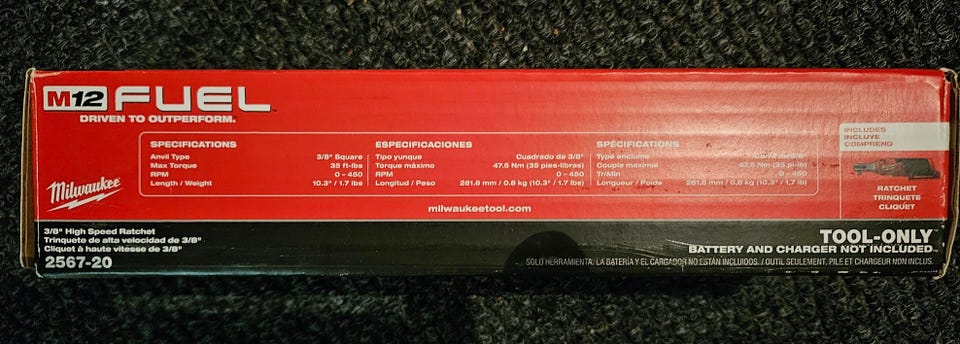 M12 FUEL™
DRIVEN TO OUTPERFORM.
SPECIFICATIONS
Anvil Type 3/8" Square
Max Torque 35 ft-lbs
RPM 0 - 450
Length / Weight 10.3" / 1.7 lbs
ESPECIFICACIONES
Tipo yunque Cuadrado de 3/8"
Torque máximo 47.5 Nm (35 pies-libras)
RPM 0 - 450
Longitud / Peso 261.6 mm / 0.8 kg (10.3" / 1.7 lbs)
SPÉCIFICATIONS
Type enclume
Couple maximal 47,5 Nm (35 pi-lb)
Tr/Min 0 - 450
Longueur / Poids 261,6 mm / 0,8 kg (10,3" / 1,7 lb)
INCLUDES
INCLUYE
COMPREND
RATCHET
TRINQUETE
CLIQUET
Milwaukee
milwaukeetool.com
3/8" High Speed Ratchet
Trinquete de alta velocidad de 3/8"
Cliquet à haute vitesse de 3/8"
2567-20
TOOL-ONLY
BATTERY AND CHARGER NOT INCLUDED
SOLO HERRAMIENTA. LA BATERÍA Y EL CARGADOR NO ESTÁN INCLUIDOS. / OUTIL SEULEMENT, PILE ET CHARGEUR NON INCLUS.